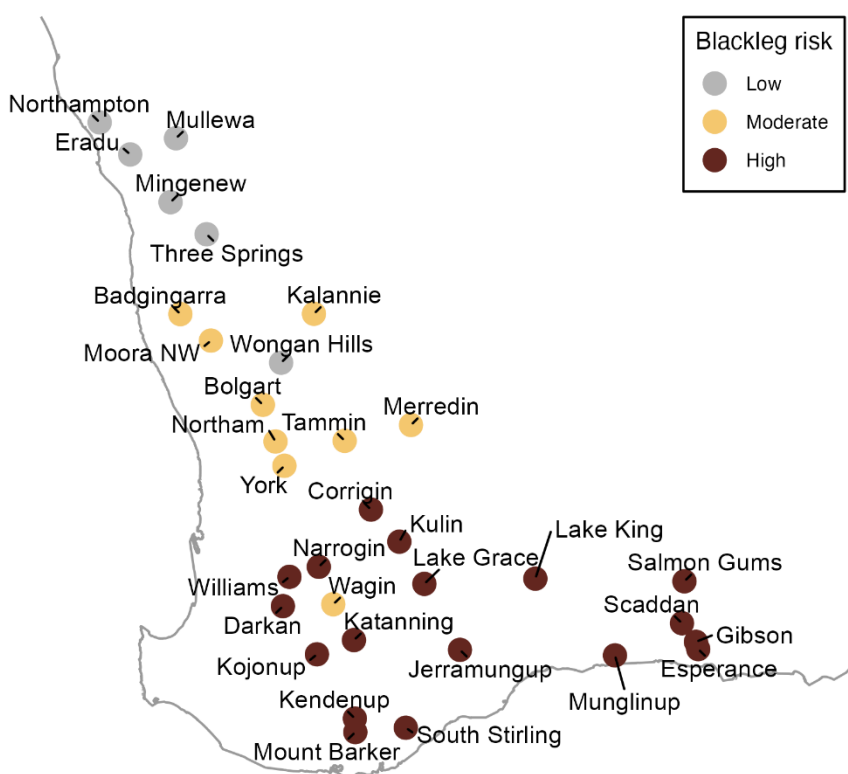 Blackleg risk
Low
Moderate
High
Northampton
Mullewa
Eradu
Mingenew
Three Springs
Badgingarra
Kalannie
Moora NW
Wongan Hills
Bolgart
Merredin
Northam
Tammin
York
Corrigin
Kulin
Lake King
Narrogin
Lake Grace
Salmon Gums
Williams
Wagin
Scaddan
Darkan
Katanning
Gibson
Kojonup
Jerramungup
Esperance
Munglinup
Kendenup
South Stirling
Mount Barker